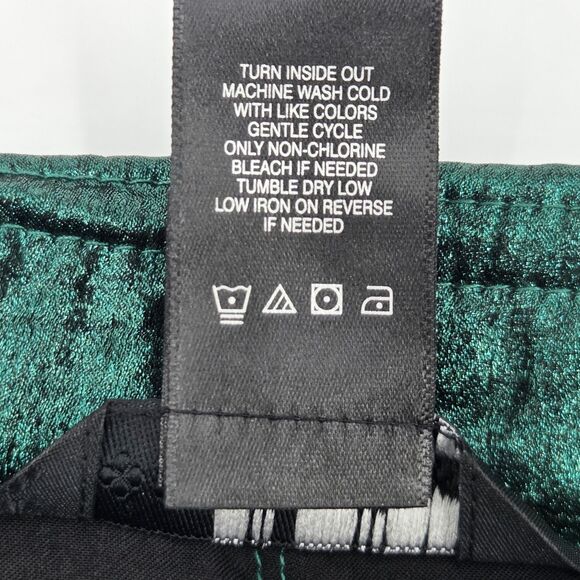 TURN INSIDE OUT
MACHINE WASH COLD
WITH LIKE COLORS
GENTLE CYCLE
ONLY NON-CHLORINE
BLEACH IF NEEDED
TUMBLE DRY LOW
LOW IRON ON REVERSE
IF NEEDED